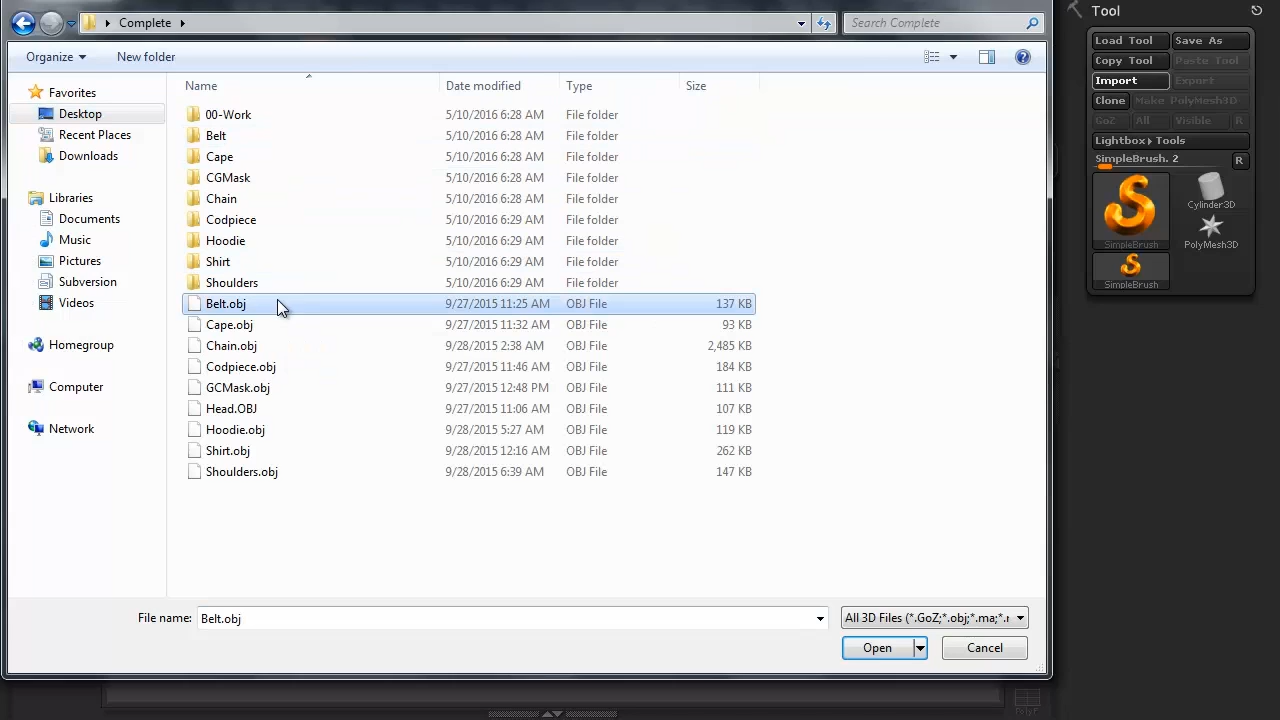 Complete
Search Complete
Tool
Organize
New folder
Load Tool Save As
Copy Tool Paste Tool
Import Export
Clone Make PolyMesh3D
GoZ All Visible R
Lightbox▸Tools
SimpleBrush. 2 R
SimpleBrush
Cylinder3D
PolyMesh3D
SimpleBrush
Favorites
Desktop
Recent Places
Downloads
Libraries
Documents
Music
Pictures
Subversion
Videos
Homegroup
Computer
Network
Name Date modified Type Size
00-Work 5/10/2016 6:28 AM File folder
Belt 5/10/2016 6:28 AM File folder
Cape 5/10/2016 6:28 AM File folder
CGMask 5/10/2016 6:28 AM File folder
Chain 5/10/2016 6:28 AM File folder
Codpiece 5/10/2016 6:29 AM File folder
Hoodie 5/10/2016 6:29 AM File folder
Shirt 5/10/2016 6:29 AM File folder
Shoulders 5/10/2016 6:29 AM File folder
Belt.obj 9/27/2015 11:25 AM OBJ File 137 KB
Cape.obj 9/27/2015 11:32 AM OBJ File 93 KB
Chain.obj 9/28/2015 2:38 AM OBJ File 2,485 KB
Codpiece.obj 9/27/2015 11:46 AM OBJ File 184 KB
GCMask.obj 9/27/2015 12:48 PM OBJ File 111 KB
Head.OBJ 9/27/2015 11:06 AM OBJ File 107 KB
Hoodie.obj 9/28/2015 5:27 AM OBJ File 119 KB
Shirt.obj 9/28/2015 12:16 AM OBJ File 262 KB
Shoulders.obj 9/28/2015 6:39 AM OBJ File 147 KB
File name: Belt.obj
All 3D Files (*.GoZ;*.obj;*.ma;*.
Open
Cancel